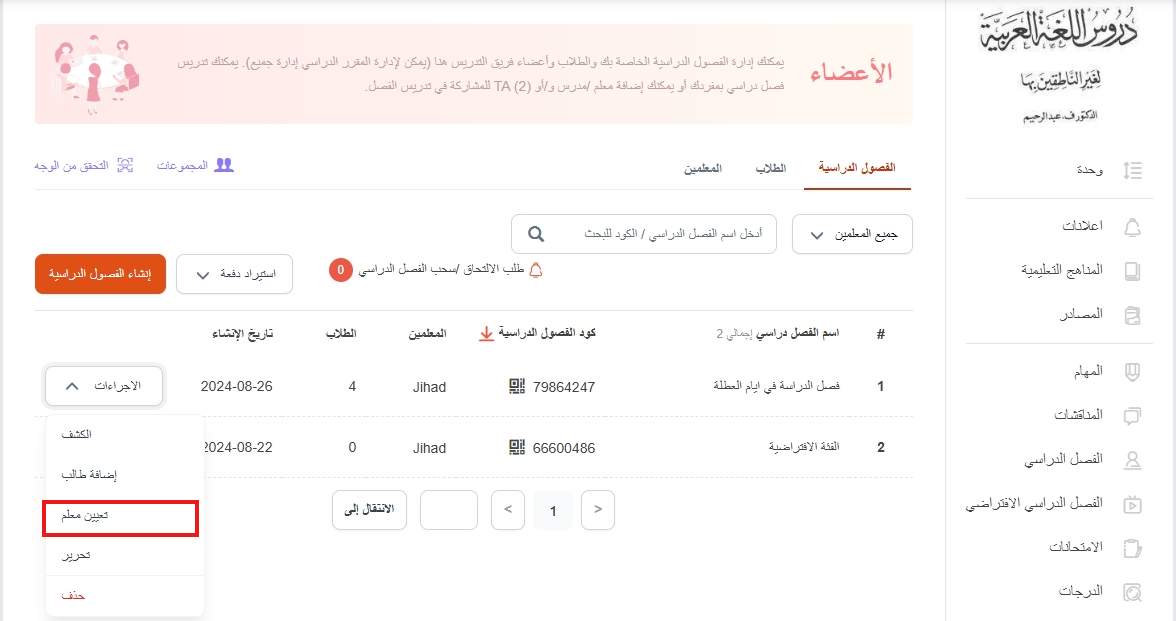 دروس اللغة العربية
لغير الناطقين بها
الدكتور ف. عبدالرحيم
وحدة
اعلانات
المناهج التعليمية
المصادر
المهام
المناقشات
الفصل الدراسي
الفصل الدراسي الافتراضي
الامتحانات
الدرجات
الأعضاء
يمكنك إدارة الفصول الدراسية الخاصة بك والطلاب وأعضاء فريق التدريس هنا (يمكن لإدارة المقرر الدراسي إدارة جميع). يمكنك تدريس
فصل دراسي بمفردك أو يمكنك إضافة معلم /مدرس و/أو (2) TA للمشاركة في تدريس الفصل.
الفصول الدراسية الطلاب المعلمين المجموعات التحقق من الوجه
جميع المعلمين أدخل اسم الفصل الدراسي / الكود للبحث
طلب الالتحاق /سحب الفصل الدراسي 0 استيراد دفعة إنشاء الفصول الدراسية
# اسم الفصل دراسي إجمالي 2 كود الفصول الدراسية المعلمين الطلاب تاريخ الإنشاء
1 فصل الدراسة في ايام العطلة 79864247 Jihad 4 2024-08-26 الاجراءات
2 الفئة الافتراضية 66600486 Jihad 0 2024-08-22
الكشف
إضافة طالب
تعيين معلم
تحرير
حذف
< 1 > الانتقال إلى